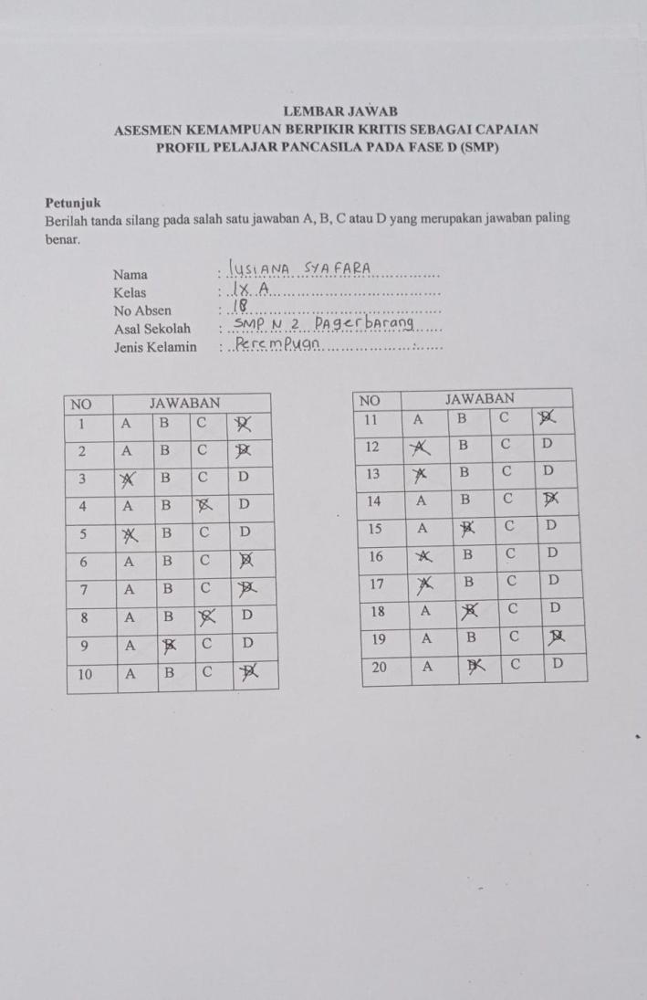 LEMBAR JAWAB
ASESMEN KEMAMPUAN BERPIKIR KRITIS SEBAGAI CAPAIAN
PROFIL PELAJAR PANCASILA PADA FASE D (SMP)
Petunjuk
Berilah tanda silang pada salah satu jawaban A, B, C atau D yang merupakan jawaban paling
benar.
Nama : lUSIANA SYAFARA
Kelas : IX A
No Absen : 18
Asal Sekolah : SMP N 2 PAgerbArang
Jenis Kelamin : Perempuan
NO JAWABAN
1 A B C D
2 A B C D
3 A B C D
4 A B C D
5 A B C D
6 A B C D
7 A B C D
8 A B C D
9 A B C D
10 A B C D
NO JAWABAN
11 A B C D
12 A B C D
13 A B C D
14 A B C D
15 A B C D
16 A B C D
17 A B C D
18 A B C D
19 A B C D
20 A B C D